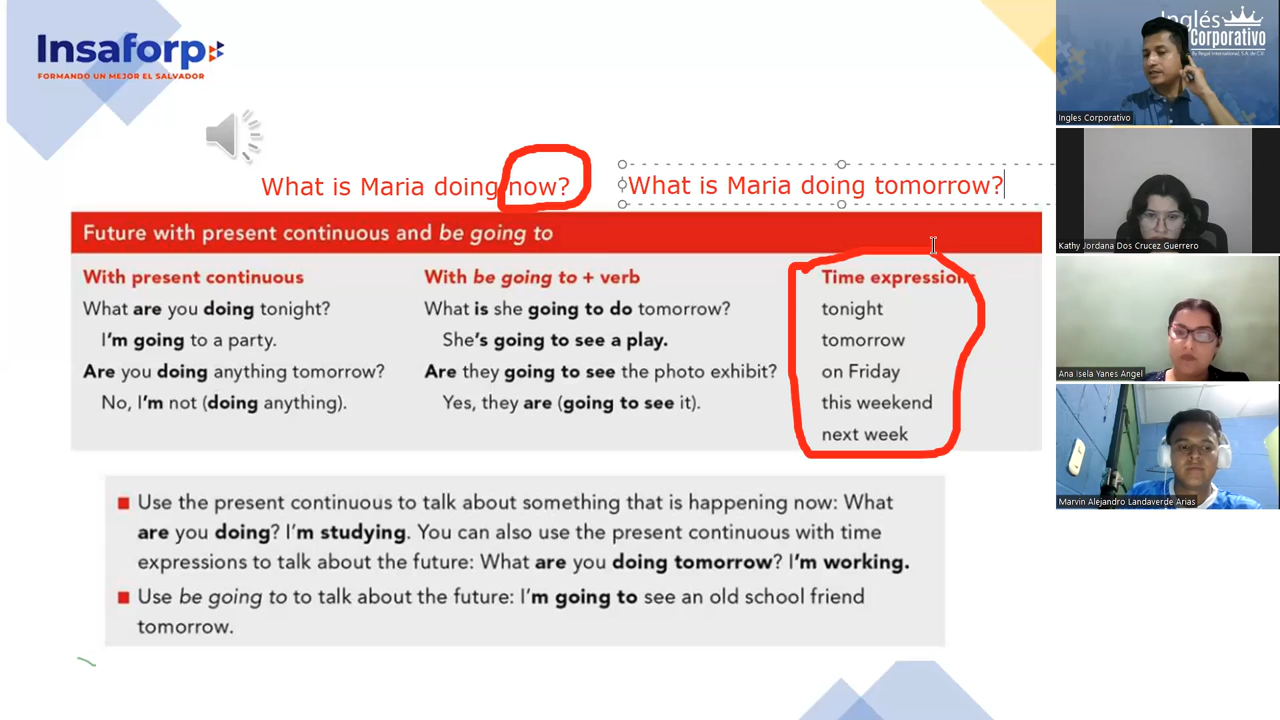 Insaforp
FORMANDO UN MEJOR EL SALVADOR
What is Maria doing now?
What is Maria doing tomorrow?
Future with present continuous and be going to
With present continuous
What are you doing tonight?
I'm going to a party.
Are you doing anything tomorrow?
No, I'm not (doing anything).
With be going to + verb
What is she going to do tomorrow?
She's going to see a play.
Are they going to see the photo exhibit?
Yes, they are (going to see it).
Time expressions
tonight
tomorrow
on Friday
this weekend
next week
Use the present continuous to talk about something that is happening now: What
are you doing? I'm studying. You can also use the present continuous with time
expressions to talk about the future: What are you doing tomorrow? I'm working.
Use be going to to talk about the future: I'm going to see an old school friend
tomorrow.
Inglés
Corporativo
By Regal International, S.A. de C.V.
Ingles Corporativo
Kathy Jordana Dos Crucez Guerrero
Ana Isela Yanes Angel
Marvin Alejandro Landaverde Arias